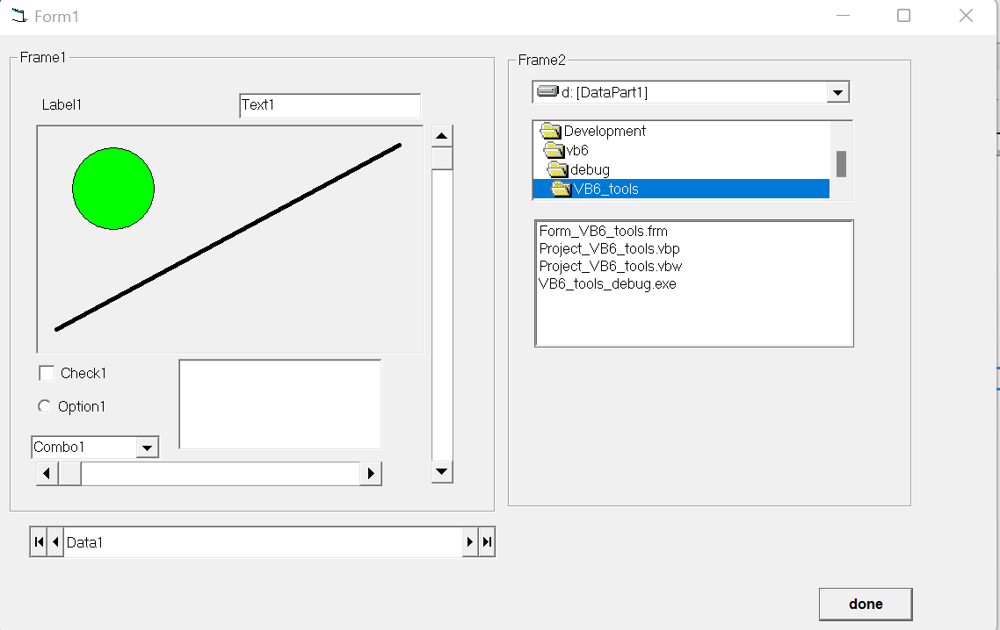 Form1
Frame1
Label1
Text1
Check1
Option1
Combo1
Data1
Frame2
d: [DataPart1]
Development
vb6
debug
VB6_tools
Form_VB6_tools.frm
Project_VB6_tools.vbp
Project_VB6_tools.vbw
VB6_tools_debug.exe
done